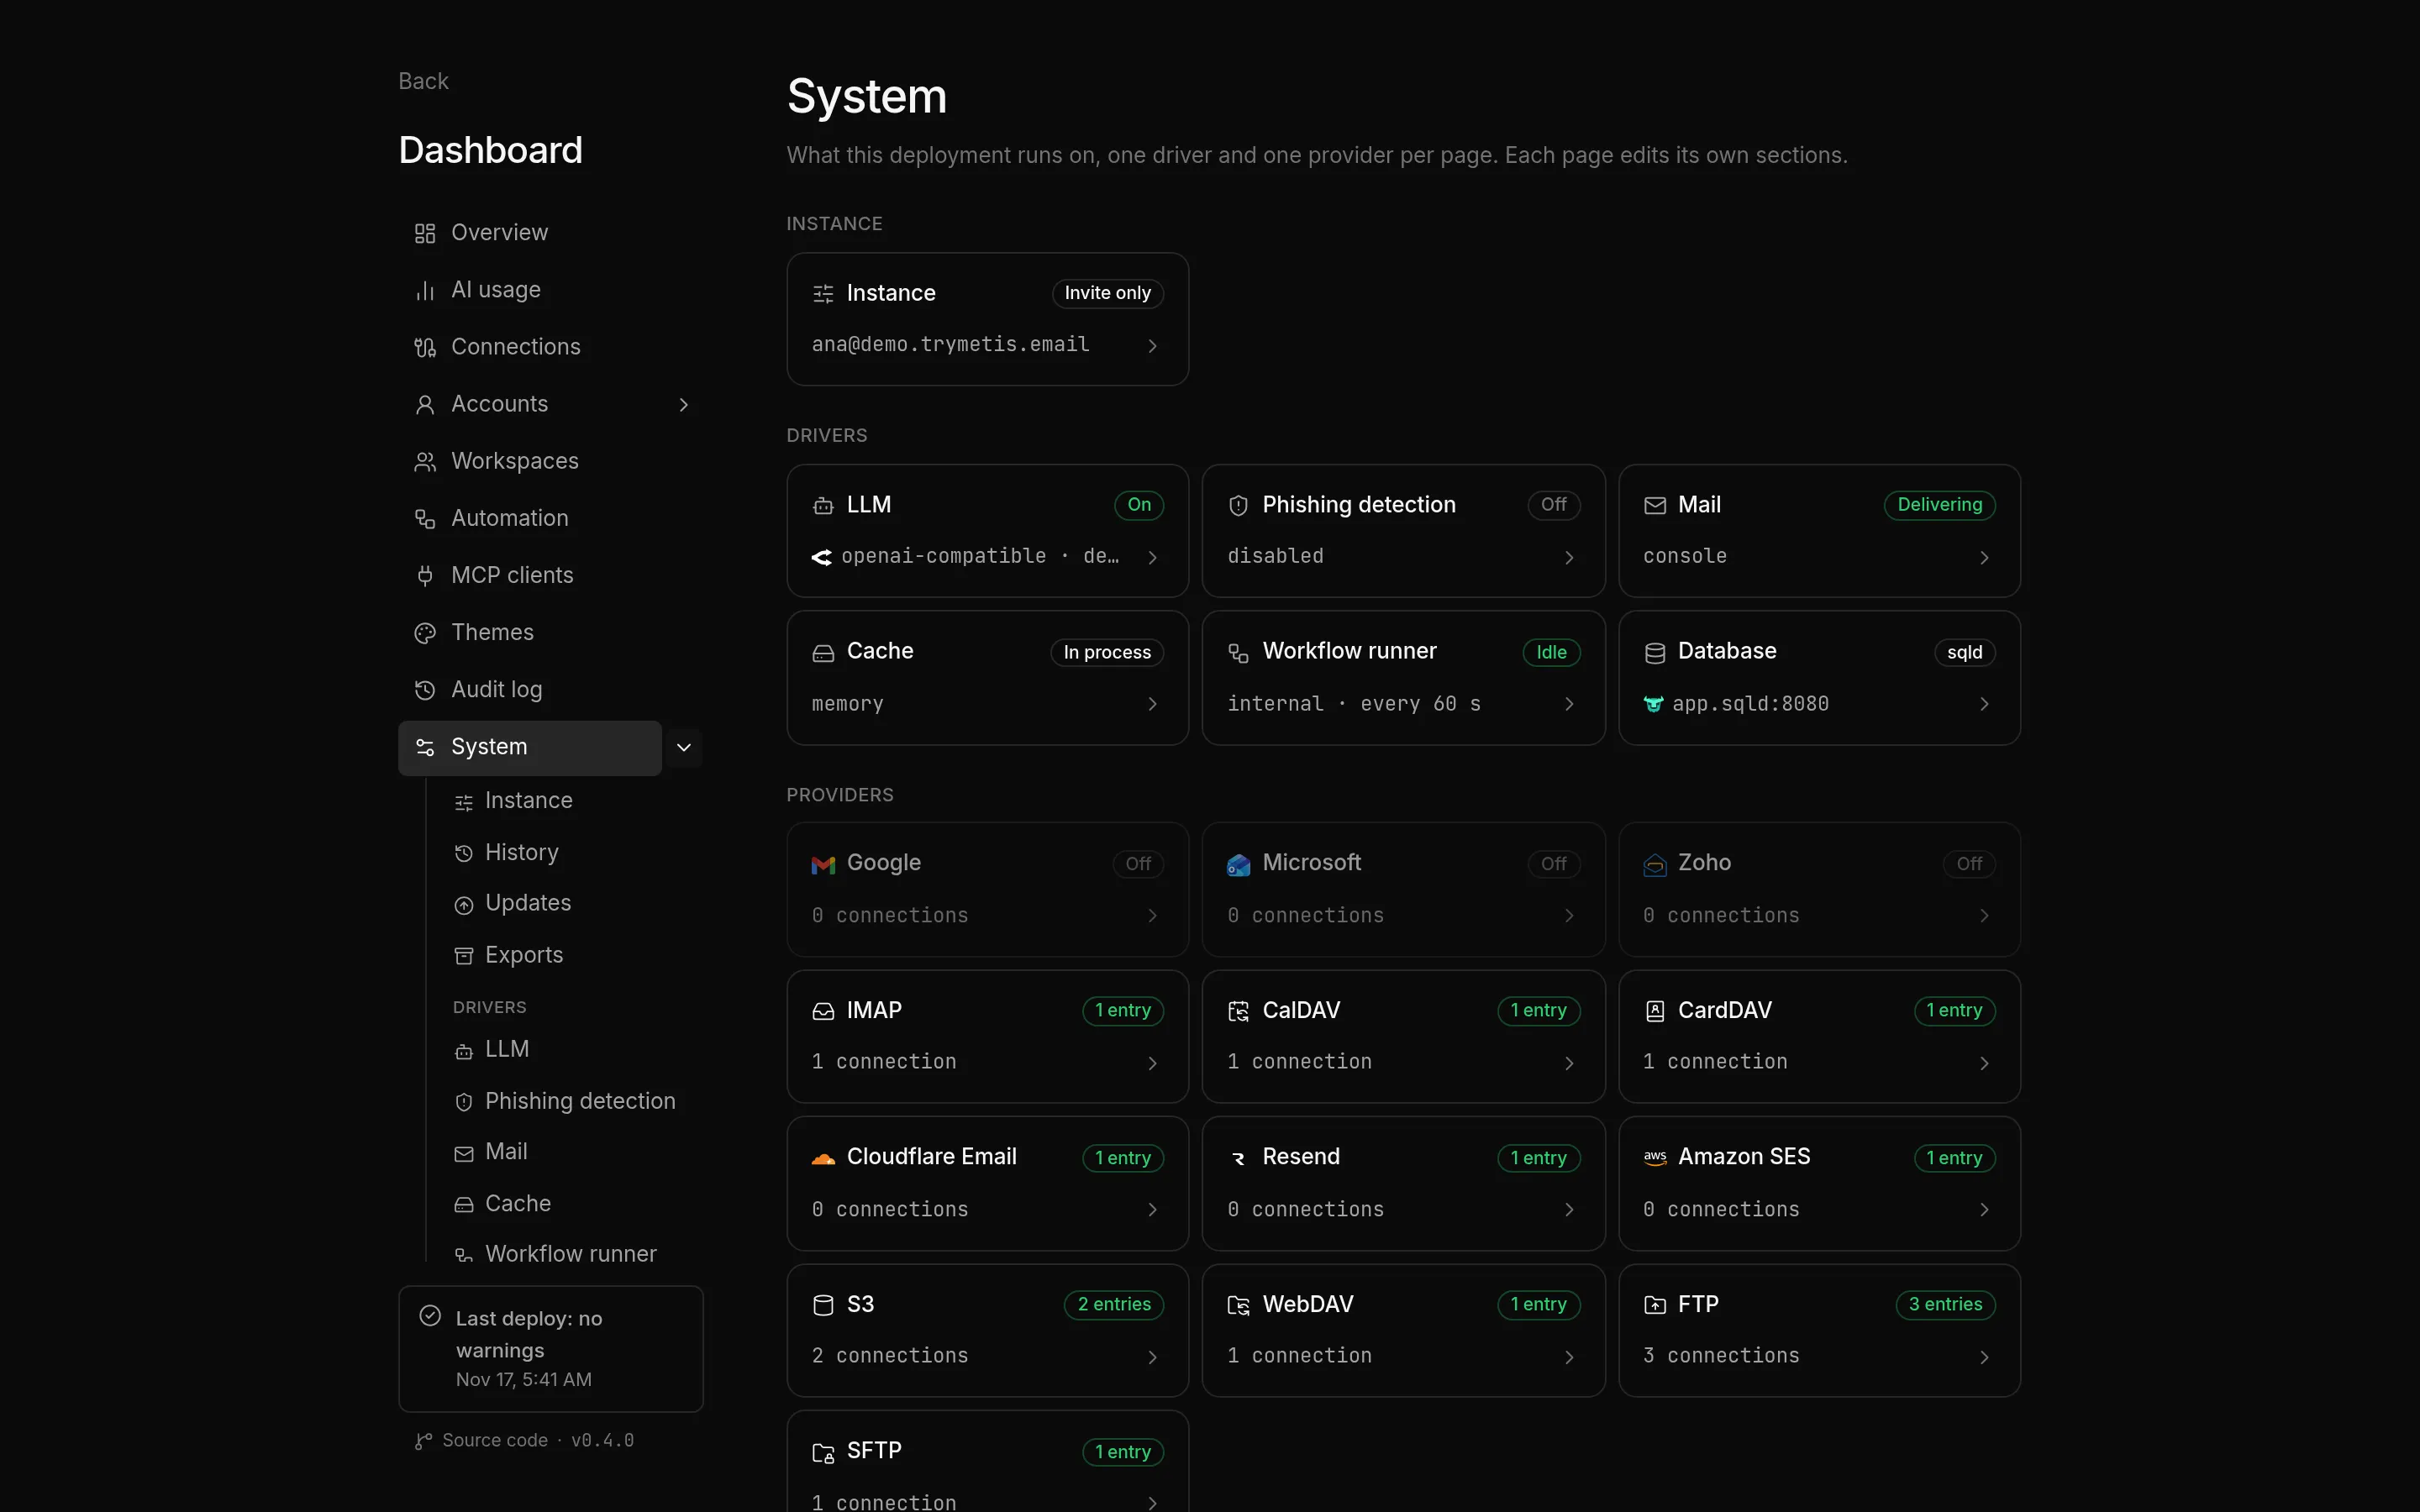 Back
Dashboard
Overview
AI usage
Connections
Accounts
Workspaces
Automation
MCP clients
Themes
Audit log
System
Instance
History
Updates
Exports
DRIVERS
LLM
Phishing detection
Mail
Cache
Workflow runner
Last deploy: no
warnings
Nov 17, 5:41 AM
Source code · v0.4.0
System
What this deployment runs on, one driver and one provider per page. Each page edits its own sections.
INSTANCE
Instance
Invite only
ana@demo.trymetis.email
DRIVERS
LLM
On
openai-compatible · de…
Phishing detection
Off
disabled
Mail
Delivering
console
Cache
In process
memory
Workflow runner
Idle
internal · every 60 s
Database
sqld
app.sqld:8080
PROVIDERS
Google
Off
0 connections
Microsoft
Off
0 connections
Zoho
Off
0 connections
IMAP
1 entry
1 connection
CalDAV
1 entry
1 connection
CardDAV
1 entry
1 connection
Cloudflare Email
1 entry
0 connections
Resend
1 entry
0 connections
aws
Amazon SES
1 entry
0 connections
S3
2 entries
2 connections
WebDAV
1 entry
1 connection
FTP
3 entries
3 connections
SFTP
1 entry
1 connection